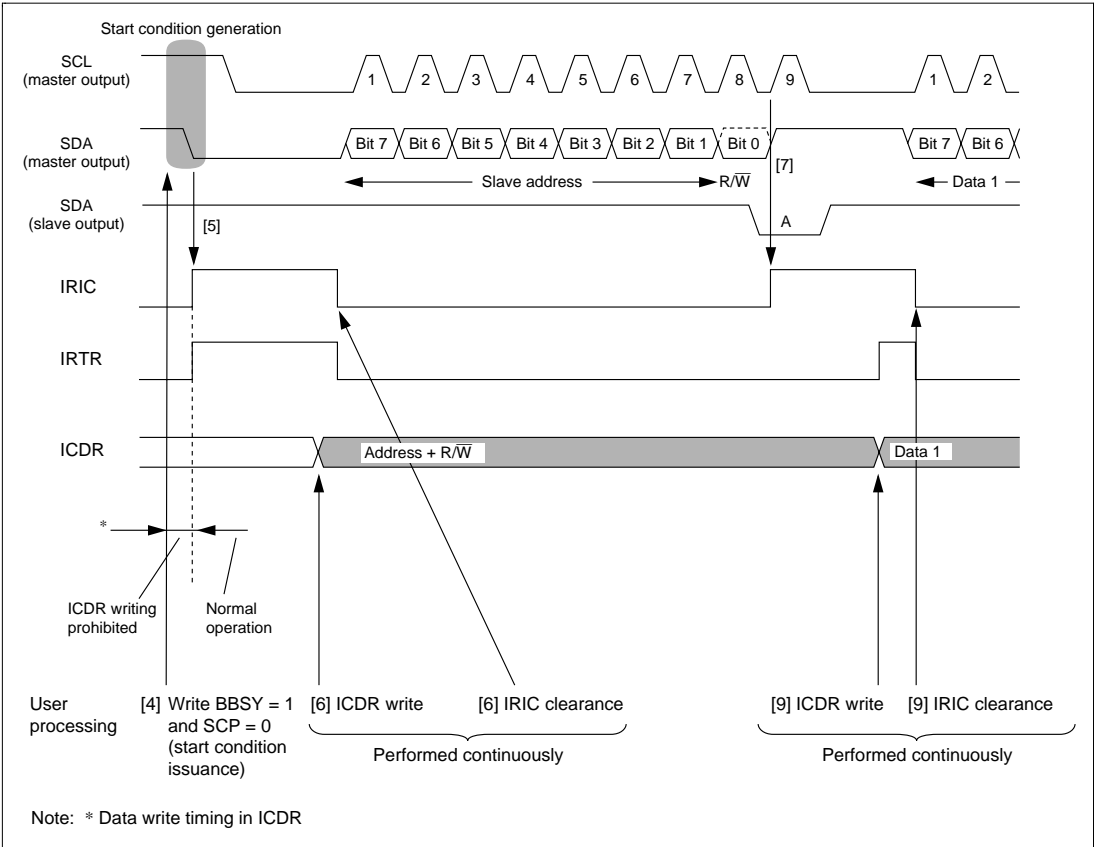 Start condition generation
SCL
(master output)
1 2 3 4 5 6 7 8 9 1 2
SDA
(master output)
Bit 7 Bit 6 Bit 5 Bit 4 Bit 3 Bit 2 Bit 1 Bit 0 Bit 7 Bit 6
[7]
Slave address R/W̅ Data 1
SDA
(slave output)
[5]
A
IRIC
IRTR
ICDR
Address + R/W̅
Data 1
*
ICDR writing
prohibited
Normal
operation
User
processing
[4] Write BBSY = 1
and SCP = 0
(start condition
issuance)
[6] ICDR write
[6] IRIC clearance
Performed continuously
[9] ICDR write
[9] IRIC clearance
Performed continuously
Note: * Data write timing in ICDR